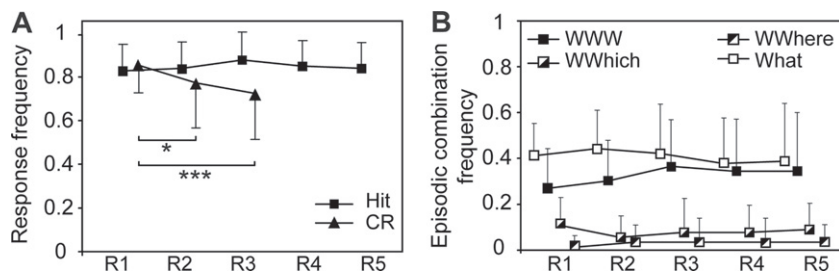 A
Response frequency
1
0.8
0.6
0.4
0.2
0
*
***
Hit
CR
R1 R2 R3 R4 R5
B
Episodic combination
frequency
1
0.8
0.6
0.4
0.2
0
WWW WWhere
WWhich What
R1 R2 R3 R4 R5